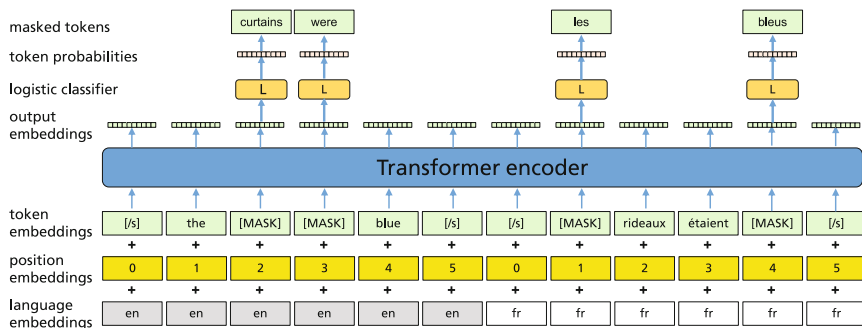 masked tokens curtains were les bleus
token probabilities
logistic classifier L L L L
output
embeddings
Transformer encoder
token
embeddings [/s] the [MASK] [MASK] blue [/s] [/s] [MASK] rideaux étaient [MASK] [/s]
+ + + + + + + + + + + +
position
embeddings 0 1 2 3 4 5 0 1 2 3 4 5
+ + + + + + + + + + + +
language
embeddings en en en en en en fr fr fr fr fr fr